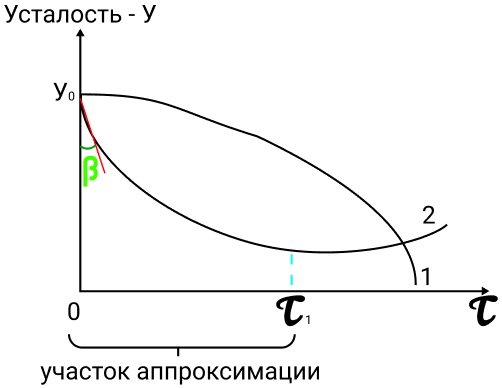 Усталость - У
У₀
β
2
1
0
τ₁
τ
участок аппроксимации